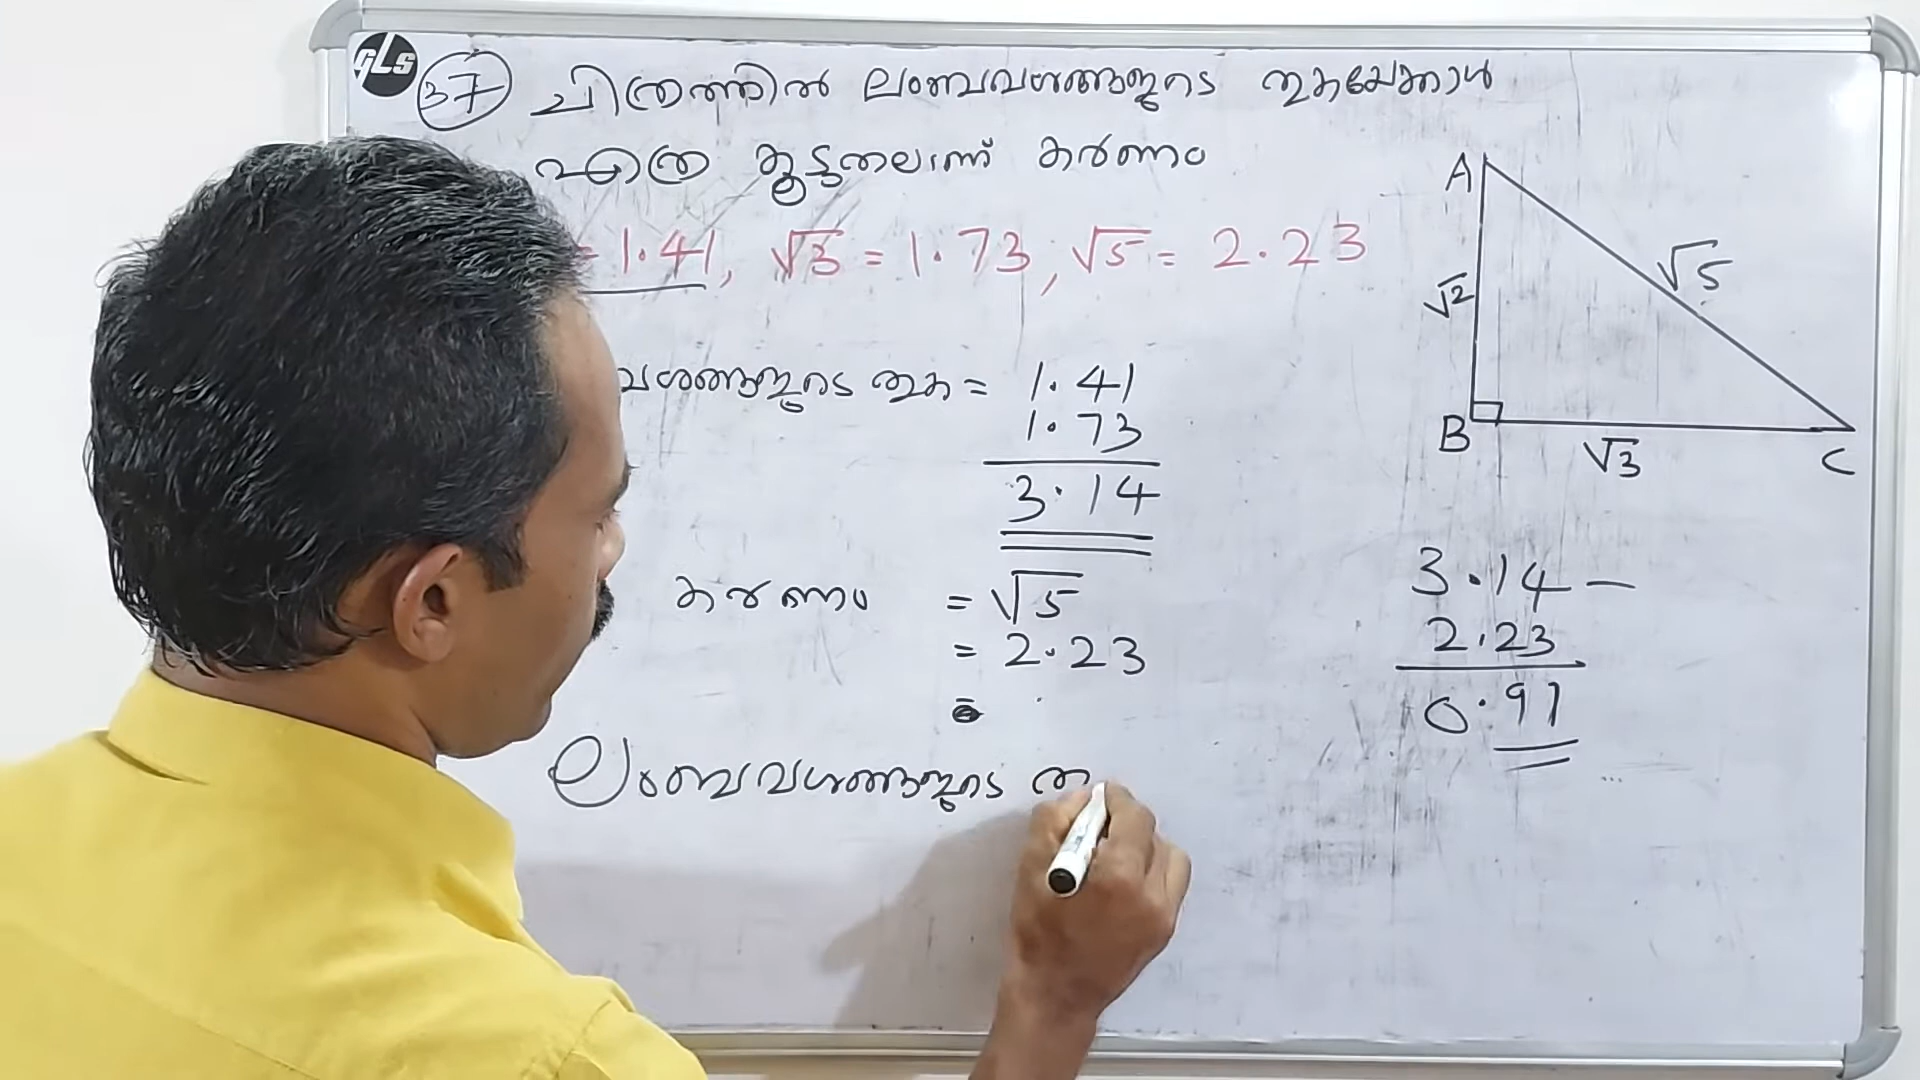 GLS
37 ചിത്രത്തിൽ ലംബവശങ്ങളുടെ തുകയേക്കാൾ
എത്ര കൂടുതലാണ് കർണം
= 1.41, √3 = 1.73, √5 = 2.23
വശങ്ങളുടെ തുക = 1.41
1.73
3.14
കർണം = √5
= 2.23
=
ലംബവശങ്ങളുടെ ത
A
√2
√5
B
√3
C
3.14 –
2.23
0.91